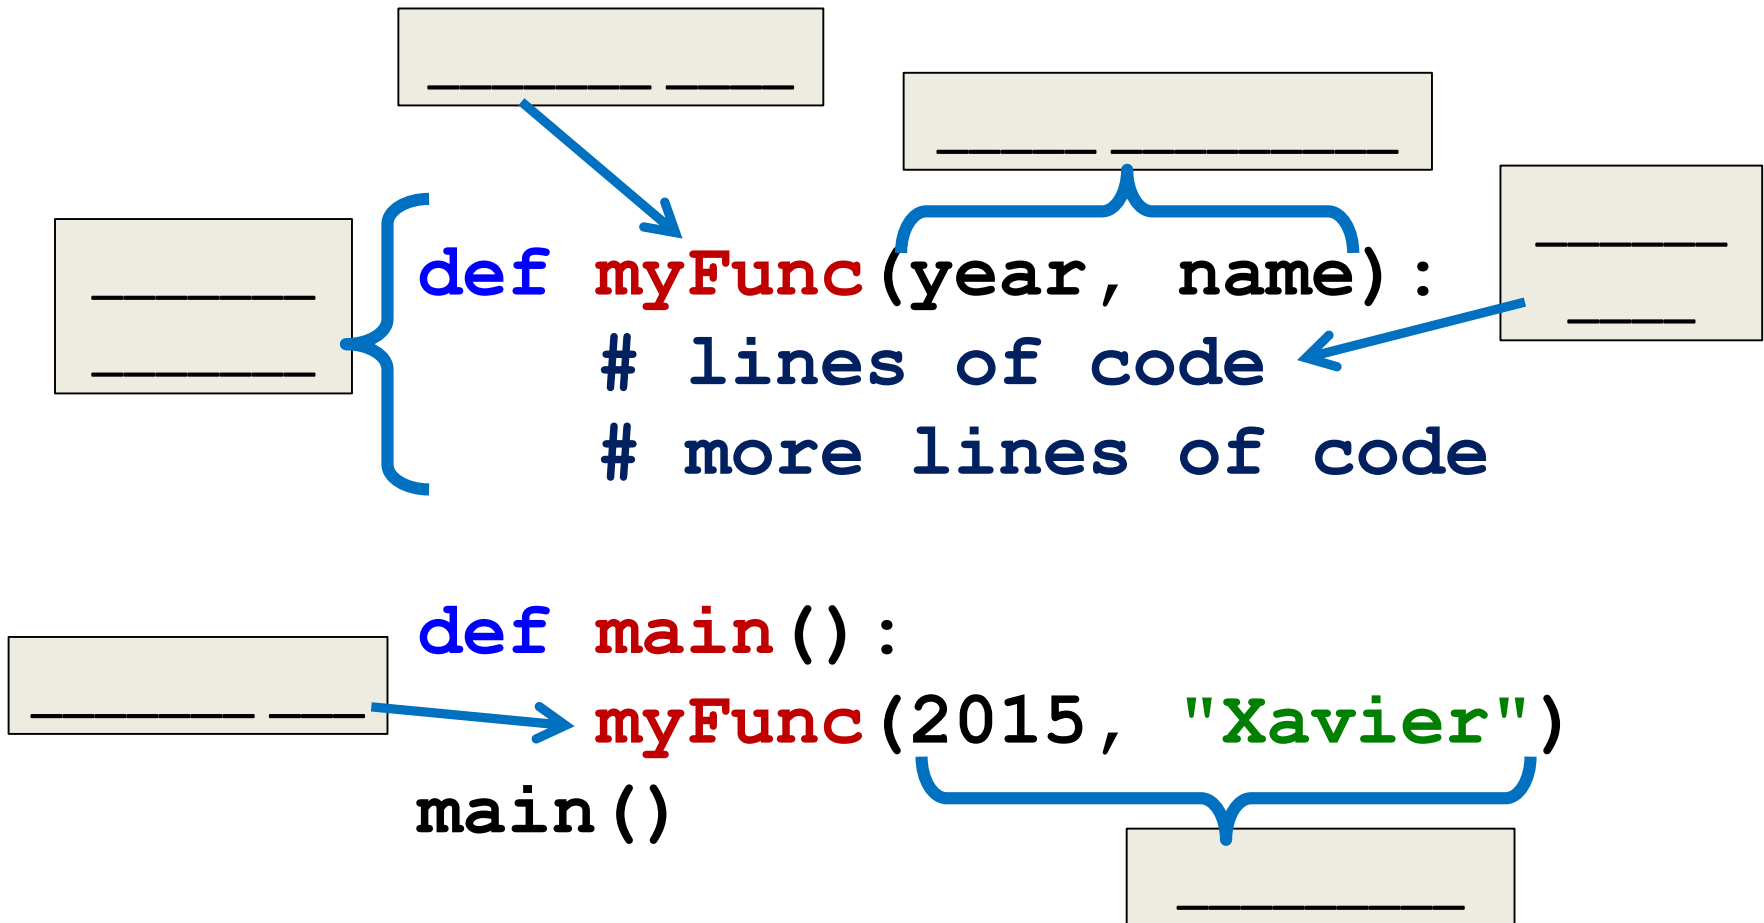 def myFunc(year, name):
# lines of code
# more lines of code
def main():
myFunc(2015, "Xavier")
main()